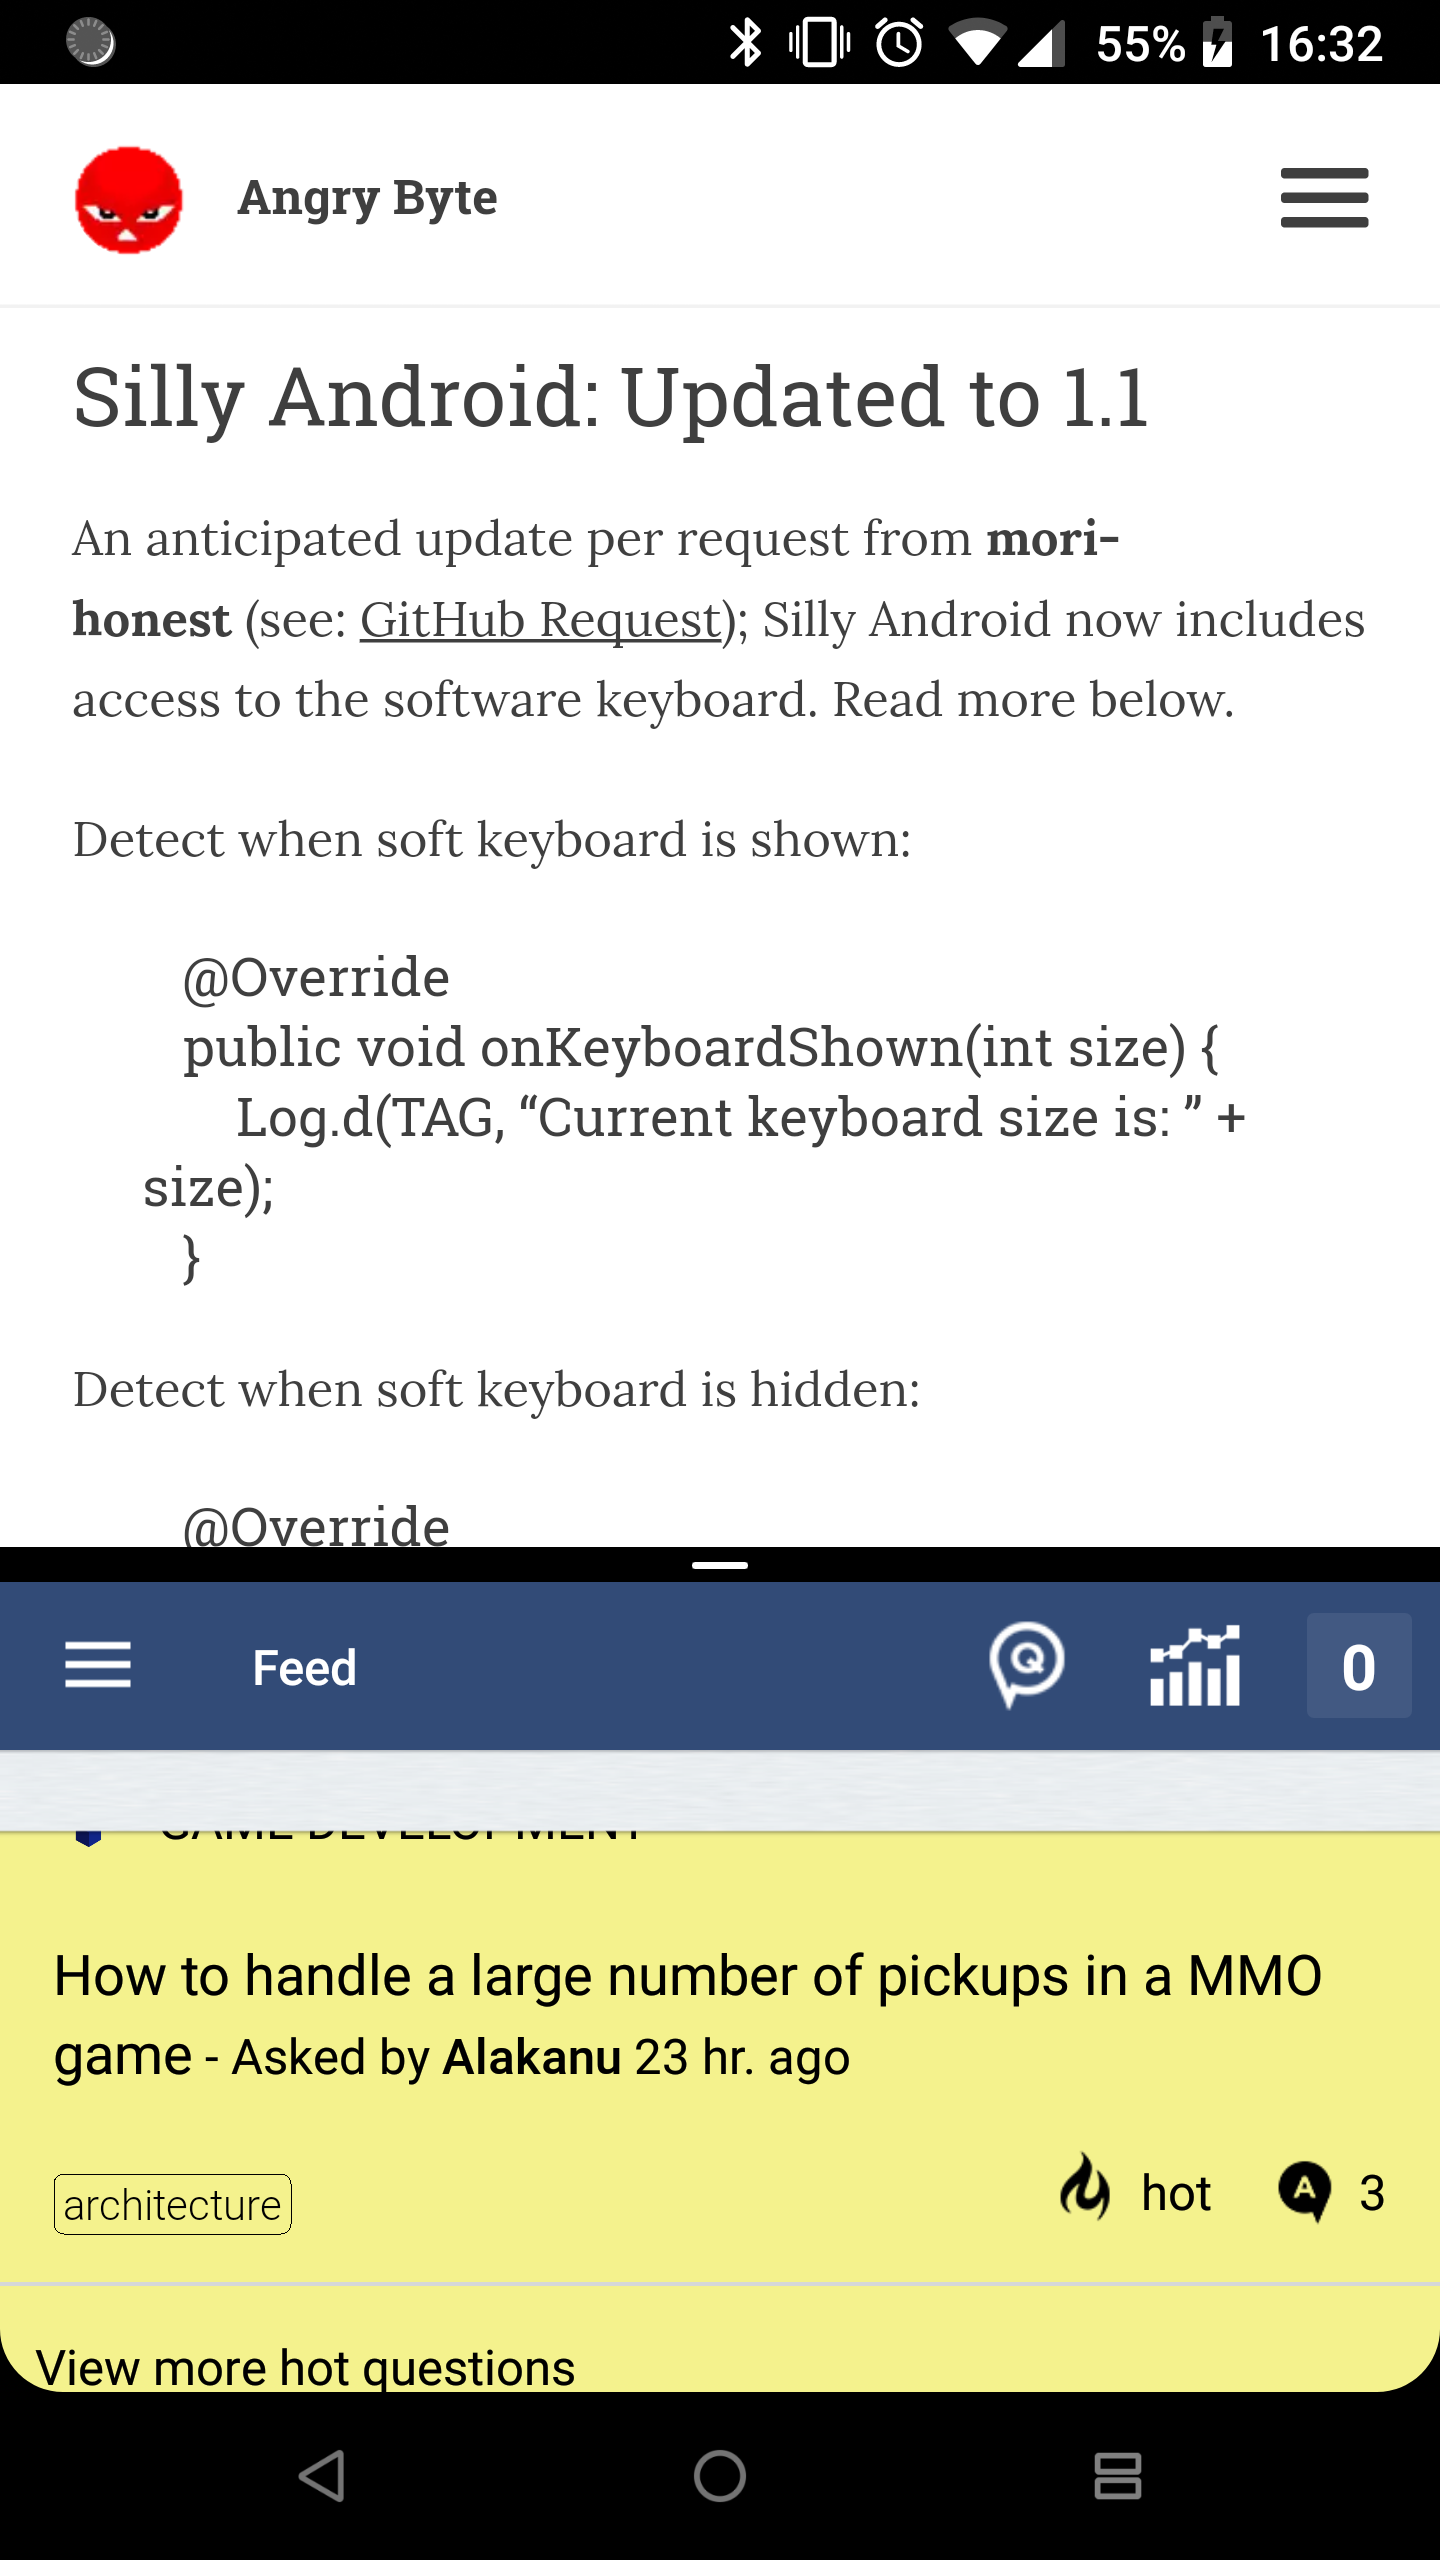 55% 16:32
Angry Byte
Silly Android: Updated to 1.1
An anticipated update per request from mori-
honest (see: GitHub Request); Silly Android now includes
access to the software keyboard. Read more below.
Detect when soft keyboard is shown:
@Override
public void onKeyboardShown(int size) {
Log.d(TAG, “Current keyboard size is: ” +
size);
}
Detect when soft keyboard is hidden:
@Override
Feed Q 0
GAME DEVELOPMENT
How to handle a large number of pickups in a MMO
game - Asked by Alakanu 23 hr. ago
architecture hot A 3
View more hot questions